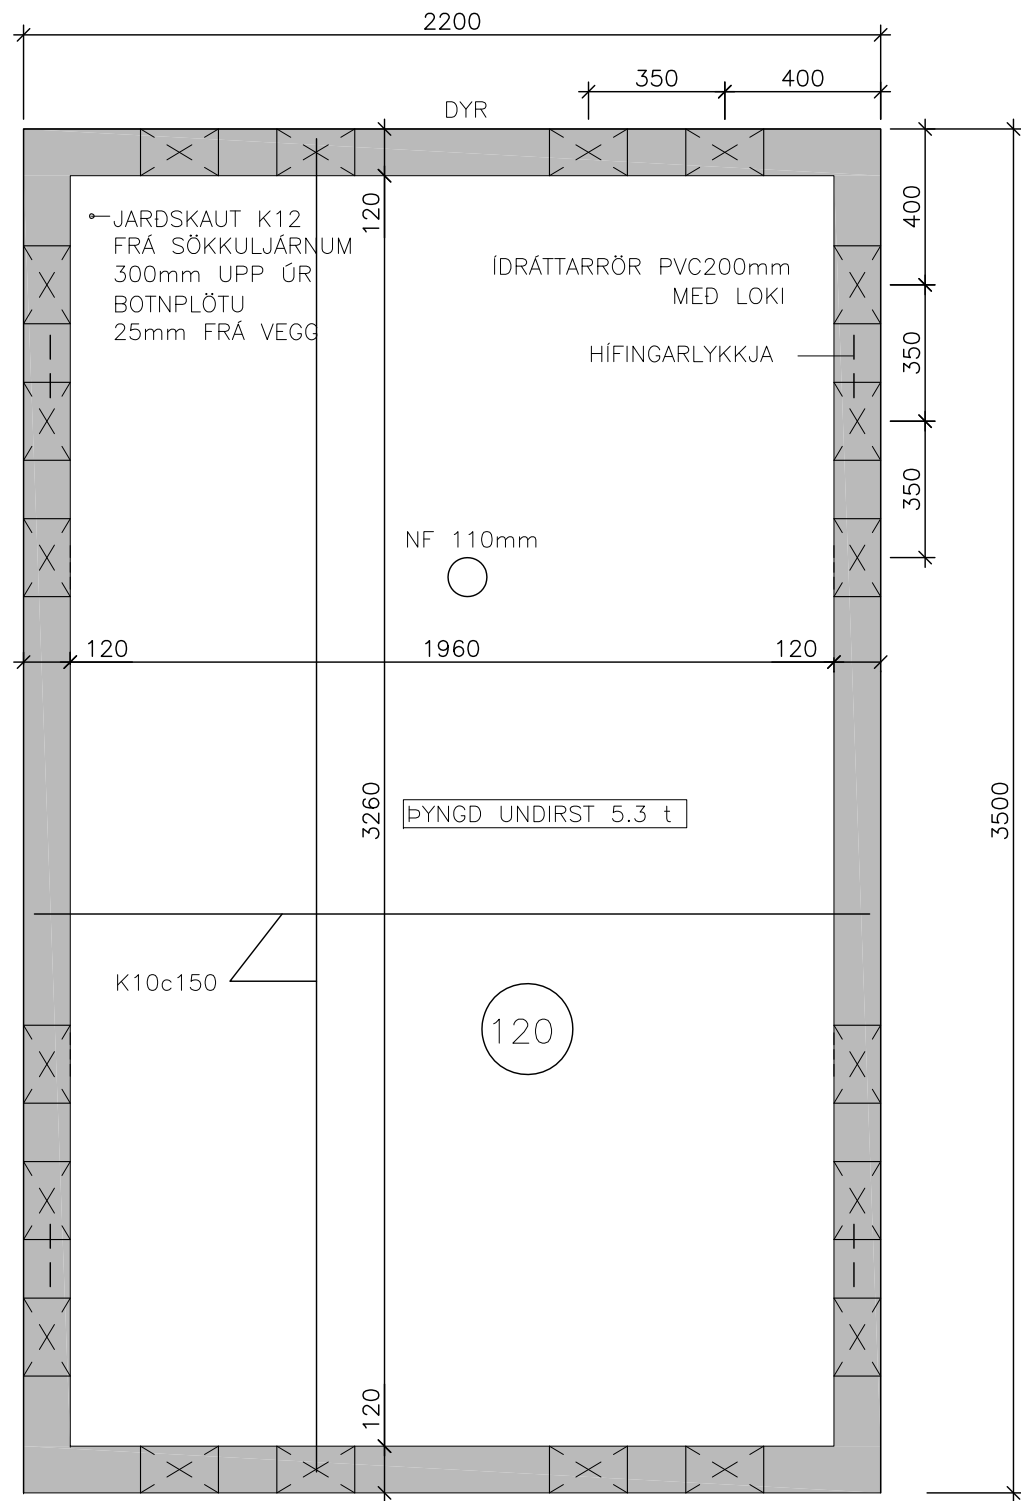 2200
350
400
DYR
120
400
JARÐSKAUT K12
FRÁ SÖKKULJÁRNUM
300mm UPP ÚR
BOTNPLÖTU
25mm FRÁ VEGG
ÍDRÁTTARRÖR PVC200mm
MEÐ LOKI
HÍFINGARLYKKJA
350
350
NF 110mm
120
1960
120
3260
ÞYNGD UNDIRST 5.3 t
3500
K10c150
120
120